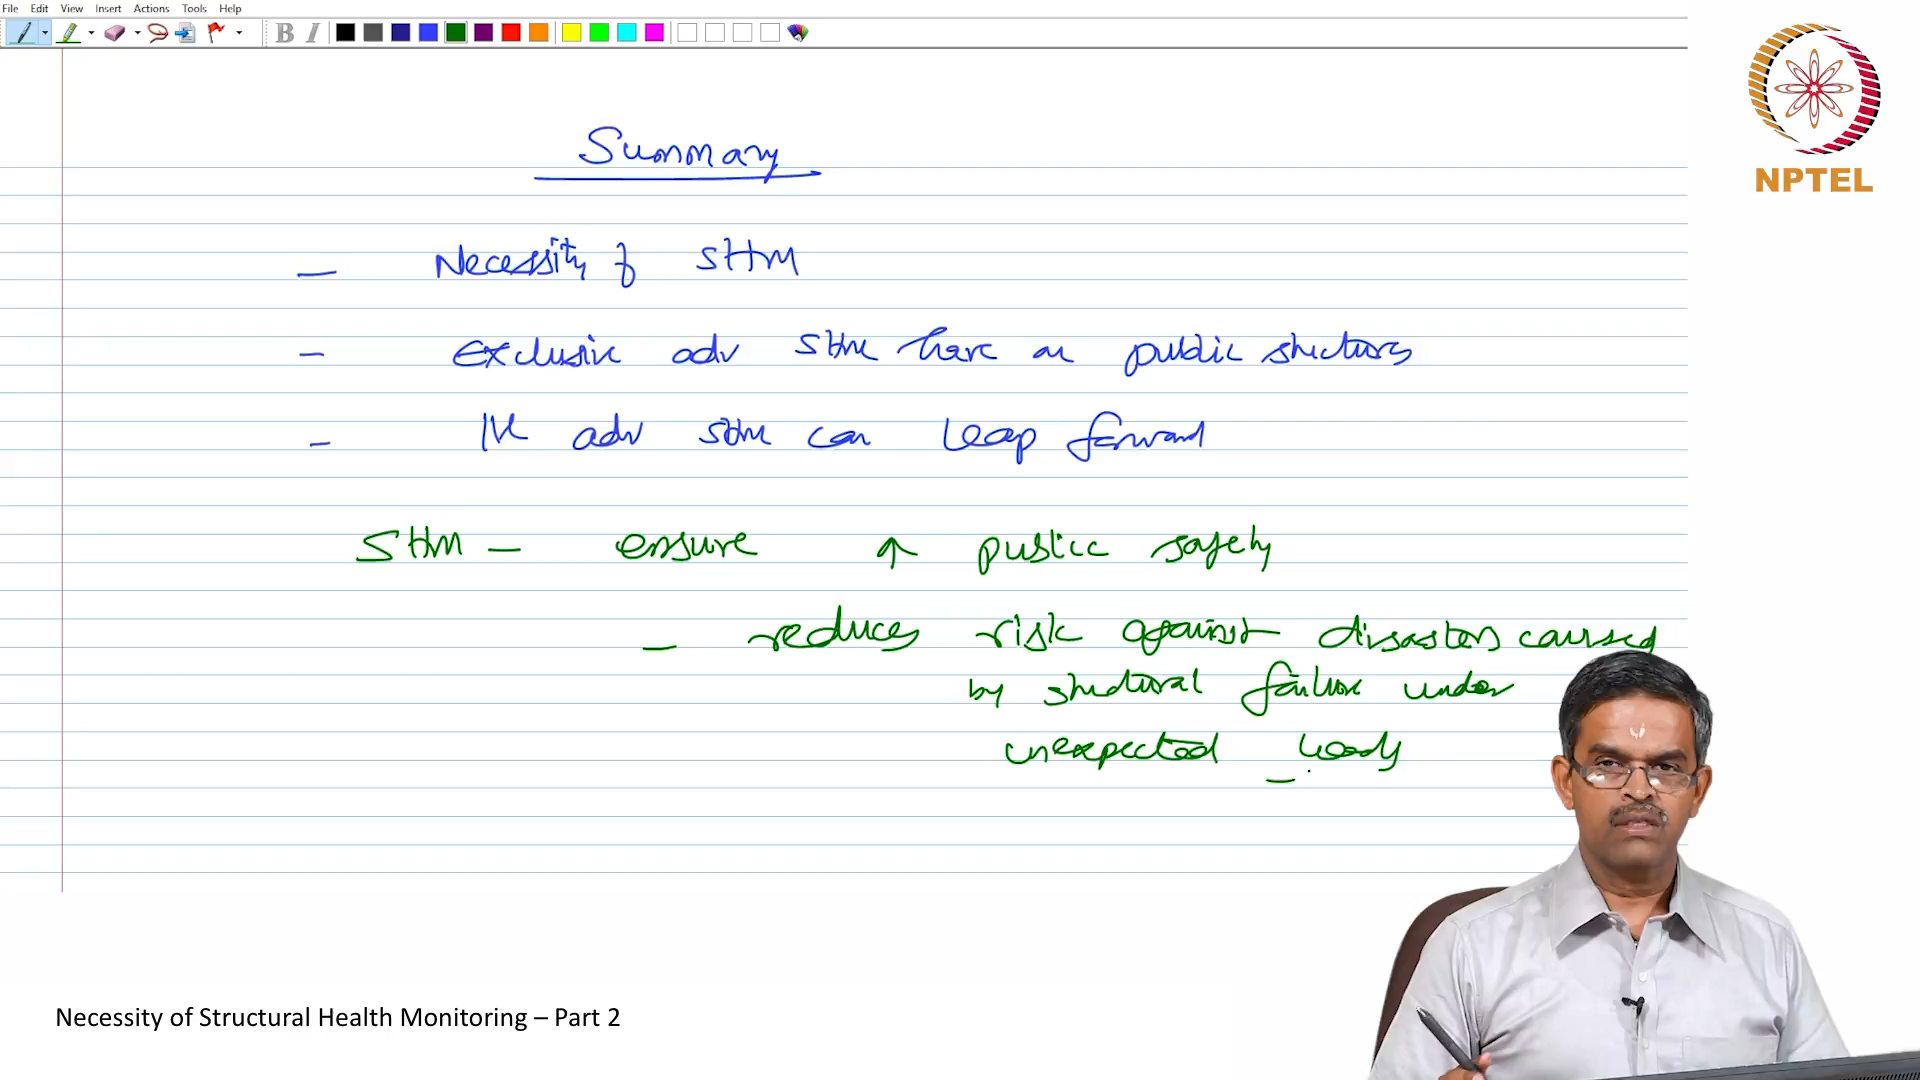 File Edit View Insert Actions Tools Help
B I
NPTEL
Summary
— Necessity of SHM
— Exclusive adv SHM have on public structures
— adv SHM can leap forward
SHM — ensure ↑ public safety
— reduces risk against disasters caused
by structural failure under
unexpected loads
Necessity of Structural Health Monitoring – Part 2